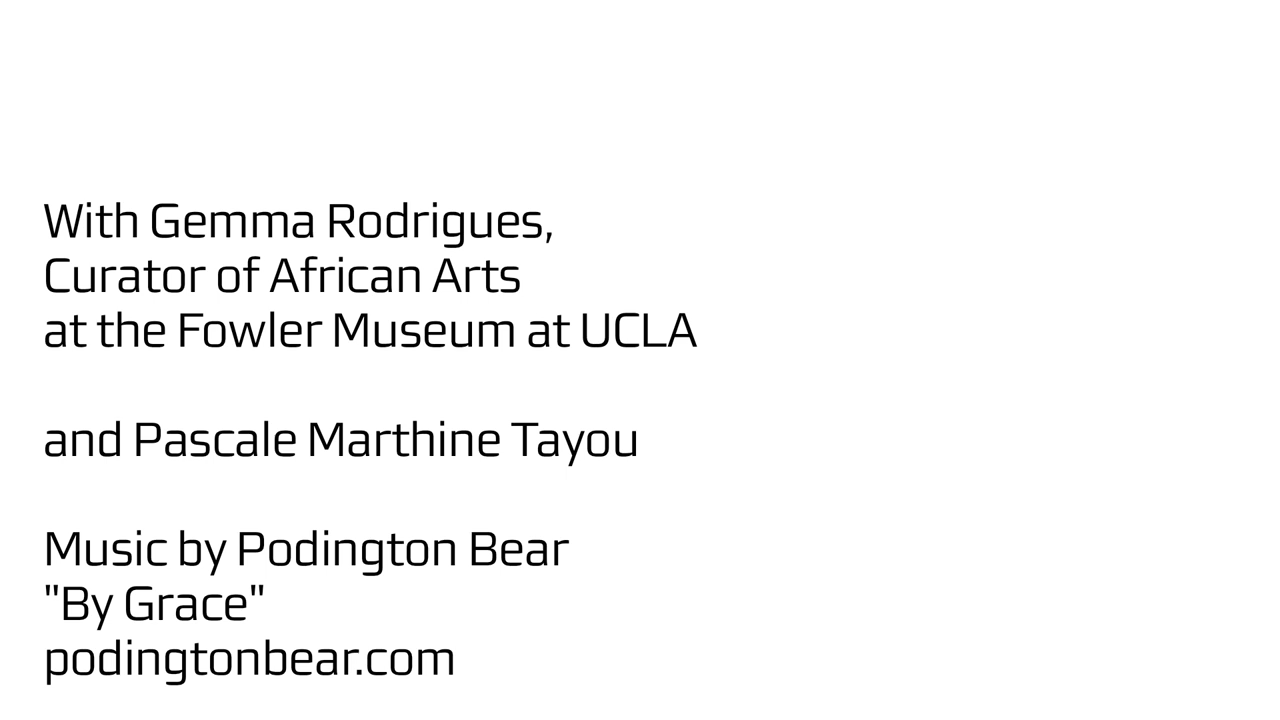 With Gemma Rodrigues,
Curator of African Arts
at the Fowler Museum at UCLA
and Pascale Marthine Tayou
Music by Podington Bear
"By Grace"
podingtonbear.com